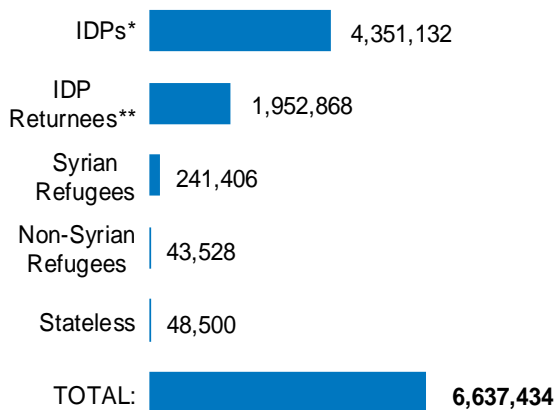 IDPs* 4,351,132
IDP
Returnees** 1,952,868
Syrian
Refugees 241,406
Non-Syrian
Refugees 43,528
Stateless 48,500
TOTAL: 6,637,434